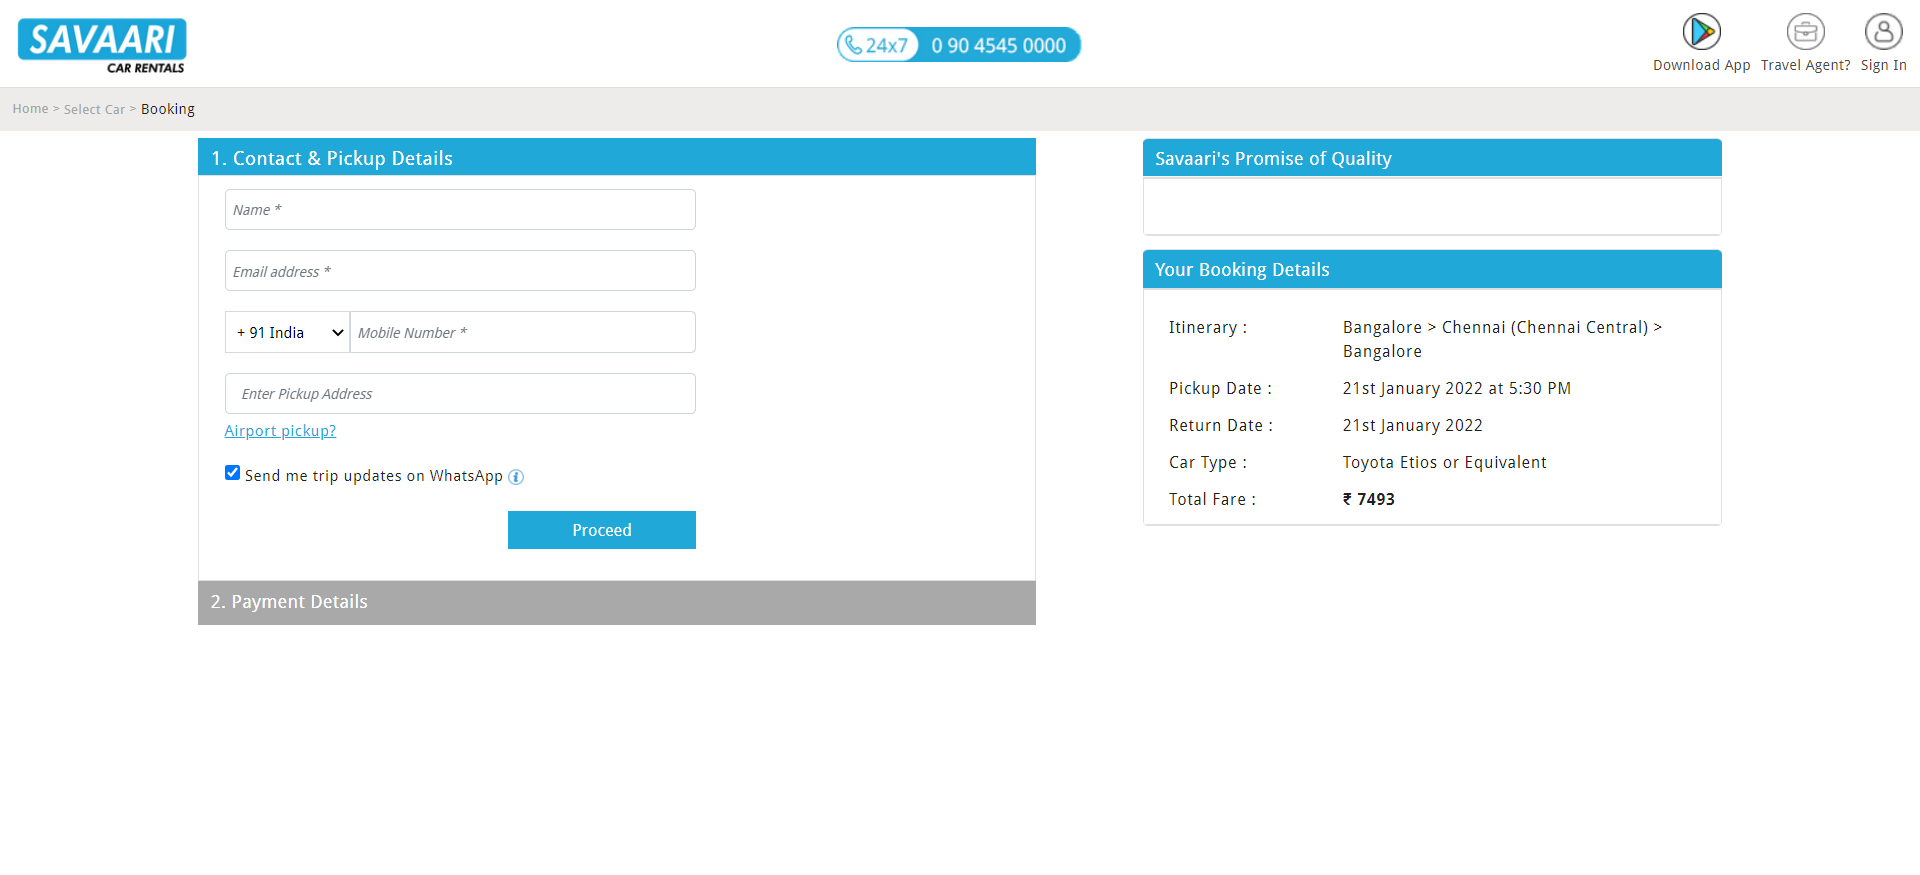 SAVAARI
CAR RENTALS
24x7 0 90 4545 0000
Download App Travel Agent? Sign In
Home > Select Car > Booking
1. Contact & Pickup Details
Name *
Email address *
+ 91 India Mobile Number *
Enter Pickup Address
Airport pickup?
Send me trip updates on WhatsApp i
Proceed
2. Payment Details
Savaari's Promise of Quality
Your Booking Details
Itinerary : Bangalore > Chennai (Chennai Central) >
Bangalore
Pickup Date : 21st January 2022 at 5:30 PM
Return Date : 21st January 2022
Car Type : Toyota Etios or Equivalent
Total Fare : ₹ 7493